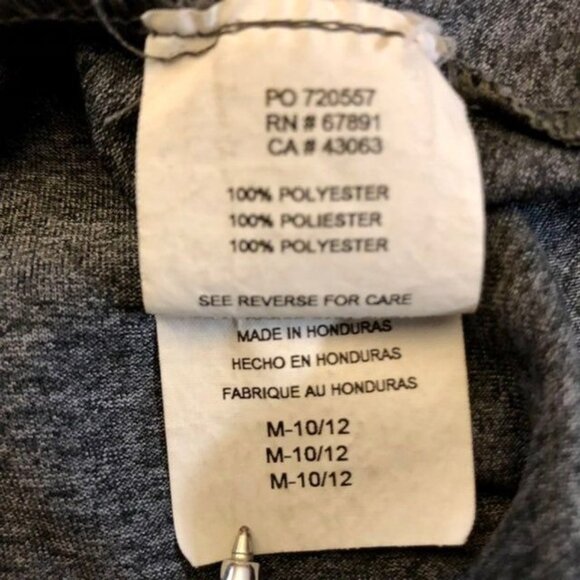 PO 720557
RN # 67891
CA # 43063
100% POLYESTER
100% POLIESTER
100% POLYESTER
SEE REVERSE FOR CARE
MADE IN HONDURAS
HECHO EN HONDURAS
FABRIQUE AU HONDURAS
M-10/12
M-10/12
M-10/12